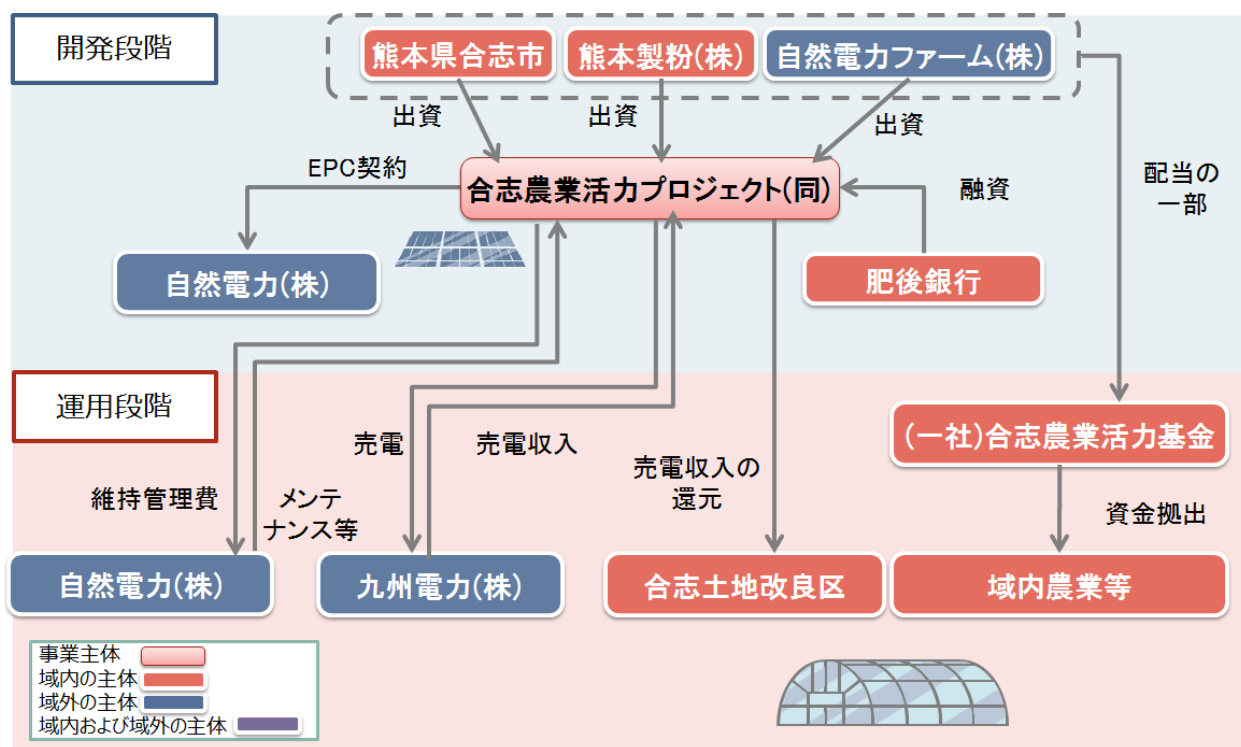 開発段階
熊本県合志市
熊本製粉(株)
自然電力ファーム(株)
出資
出資
出資
EPC契約
合志農業活力プロジェクト(同)
融資
配当の
一部
自然電力(株)
肥後銀行
運用段階
(一社)合志農業活力基金
売電
売電収入
売電収入の
還元
維持管理費
メンテ
ナンス等
資金拠出
自然電力(株)
九州電力(株)
合志土地改良区
域内農業等
事業主体
域内の主体
域外の主体
域内および域外の主体